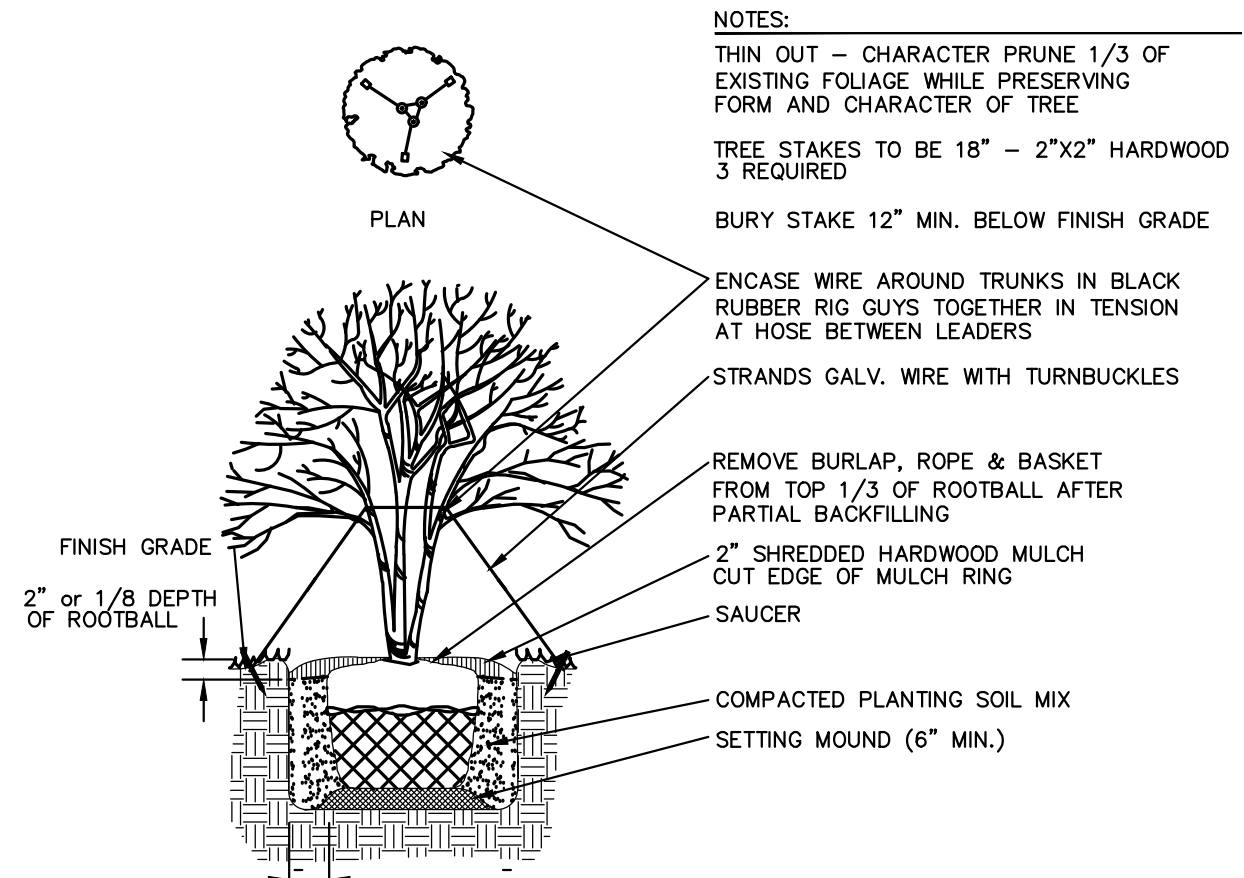 NOTES:
THIN OUT – CHARACTER PRUNE 1/3 OF
EXISTING FOLIAGE WHILE PRESERVING
FORM AND CHARACTER OF TREE
TREE STAKES TO BE 18" – 2"X2" HARDWOOD
3 REQUIRED
PLAN
BURY STAKE 12" MIN. BELOW FINISH GRADE
ENCASE WIRE AROUND TRUNKS IN BLACK
RUBBER RIG GUYS TOGETHER IN TENSION
AT HOSE BETWEEN LEADERS
STRANDS GALV. WIRE WITH TURNBUCKLES
REMOVE BURLAP, ROPE & BASKET
FROM TOP 1/3 OF ROOTBALL AFTER
PARTIAL BACKFILLING
FINISH GRADE
2" SHREDDED HARDWOOD MULCH
CUT EDGE OF MULCH RING
2" or 1/8 DEPTH
OF ROOTBALL
SAUCER
COMPACTED PLANTING SOIL MIX
SETTING MOUND (6" MIN.)